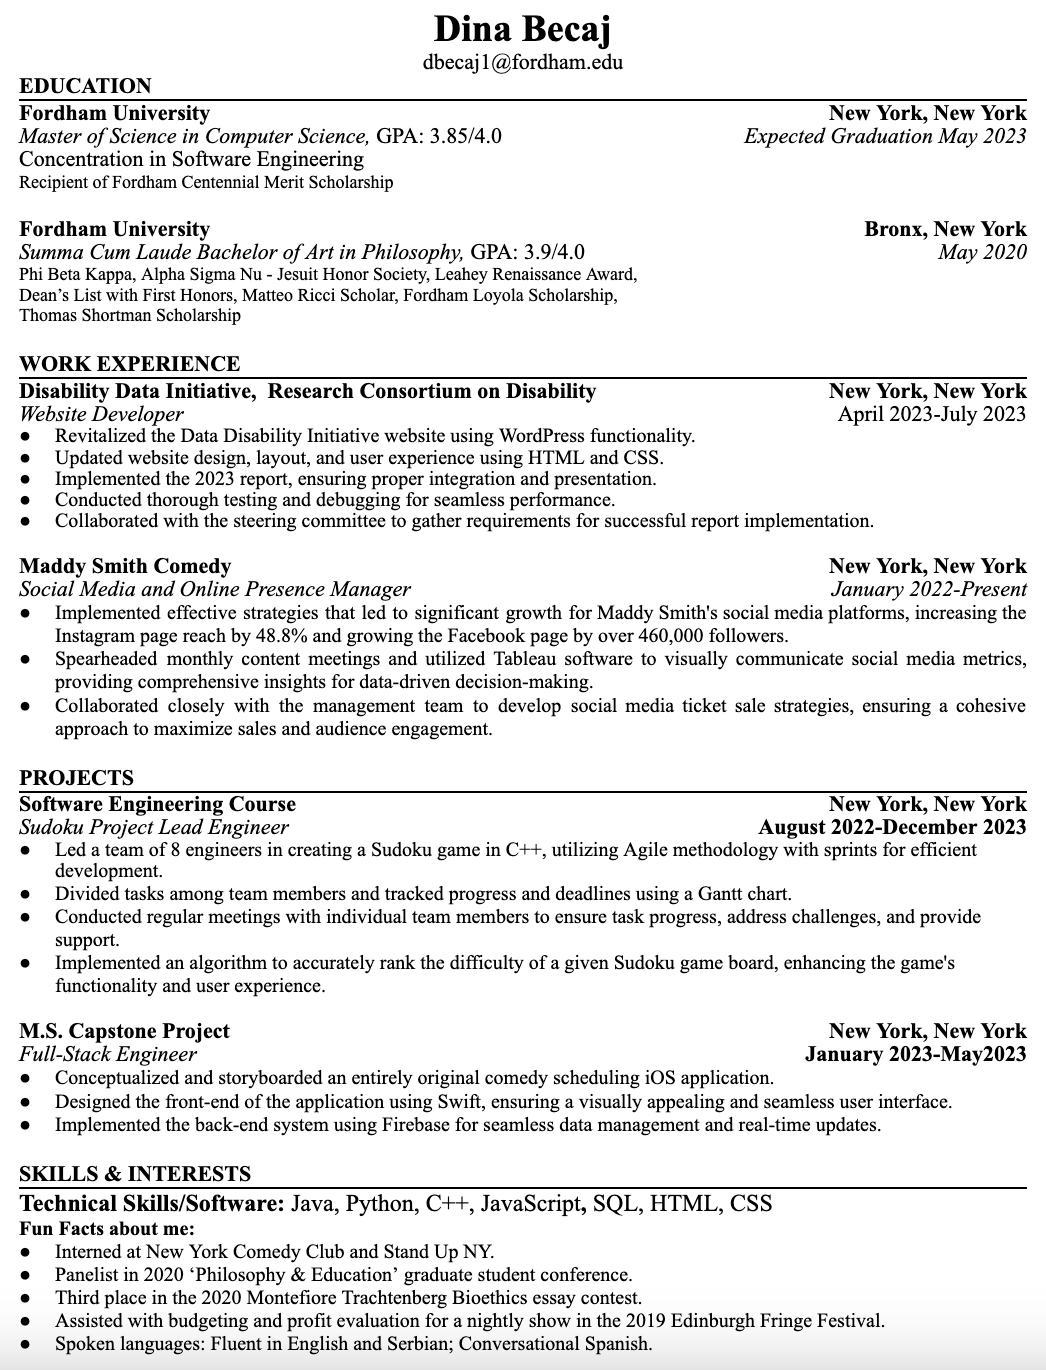 Dina Becaj
dbecaj1@fordham.edu
EDUCATION
Fordham University New York, New York
Master of Science in Computer Science, GPA: 3.85/4.0 Expected Graduation May 2023
Concentration in Software Engineering
Recipient of Fordham Centennial Merit Scholarship
Fordham University Bronx, New York
Summa Cum Laude Bachelor of Art in Philosophy, GPA: 3.9/4.0 May 2020
Phi Beta Kappa, Alpha Sigma Nu - Jesuit Honor Society, Leahey Renaissance Award,
Dean's List with First Honors, Matteo Ricci Scholar, Fordham Loyola Scholarship,
Thomas Shortman Scholarship
WORK EXPERIENCE
Disability Data Initiative, Research Consortium on Disability New York, New York
Website Developer April 2023-July 2023
● Revitalized the Data Disability Initiative website using WordPress functionality.
● Updated website design, layout, and user experience using HTML and CSS.
● Implemented the 2023 report, ensuring proper integration and presentation.
● Conducted thorough testing and debugging for seamless performance.
● Collaborated with the steering committee to gather requirements for successful report implementation.
Maddy Smith Comedy New York, New York
Social Media and Online Presence Manager January 2022-Present
● Implemented effective strategies that led to significant growth for Maddy Smith's social media platforms, increasing the
Instagram page reach by 48.8% and growing the Facebook page by over 460,000 followers.
● Spearheaded monthly content meetings and utilized Tableau software to visually communicate social media metrics,
providing comprehensive insights for data-driven decision-making.
● Collaborated closely with the management team to develop social media ticket sale strategies, ensuring a cohesive
approach to maximize sales and audience engagement.
PROJECTS
Software Engineering Course New York, New York
Sudoku Project Lead Engineer August 2022-December 2023
● Led a team of 8 engineers in creating a Sudoku game in C++, utilizing Agile methodology with sprints for efficient
development.
● Divided tasks among team members and tracked progress and deadlines using a Gantt chart.
● Conducted regular meetings with individual team members to ensure task progress, address challenges, and provide
support.
● Implemented an algorithm to accurately rank the difficulty of a given Sudoku game board, enhancing the game's
functionality and user experience.
M.S. Capstone Project New York, New York
Full-Stack Engineer January 2023-May2023
● Conceptualized and storyboarded an entirely original comedy scheduling iOS application.
● Designed the front-end of the application using Swift, ensuring a visually appealing and seamless user interface.
● Implemented the back-end system using Firebase for seamless data management and real-time updates.
SKILLS & INTERESTS
Technical Skills/Software: Java, Python, C++, JavaScript, SQL, HTML, CSS
Fun Facts about me:
● Interned at New York Comedy Club and Stand Up NY.
● Panelist in 2020 'Philosophy & Education' graduate student conference.
● Third place in the 2020 Montefiore Trachtenberg Bioethics essay contest.
● Assisted with budgeting and profit evaluation for a nightly show in the 2019 Edinburgh Fringe Festival.
● Spoken languages: Fluent in English and Serbian; Conversational Spanish.